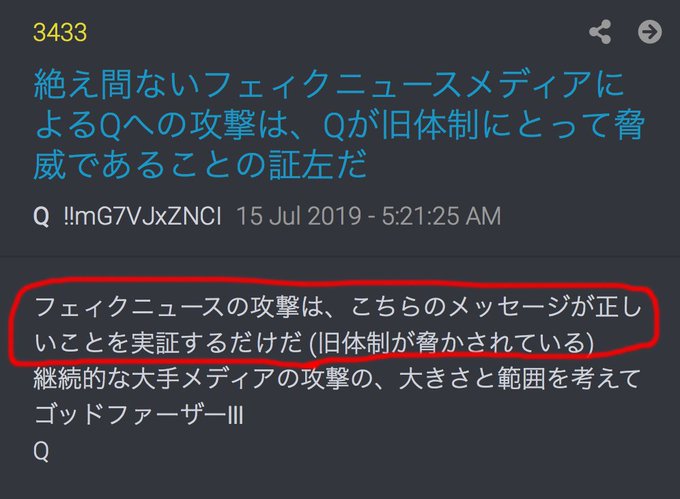 3433
絶え間ないフェィクニュースメディアに
よるQへの攻撃は、Qが旧体制にとって脅
威であることの証左だ
Q !!mG7VJxZNCI 15 Jul 2019 - 5:21:25 AM
フェィクニュースの攻撃は、こちらのメッセージが正し
いことを実証するだけだ (旧体制が脅かされている)
継続的な大手メディアの攻撃の、大きさと範囲を考えて
ゴッドファーザーIII
Q